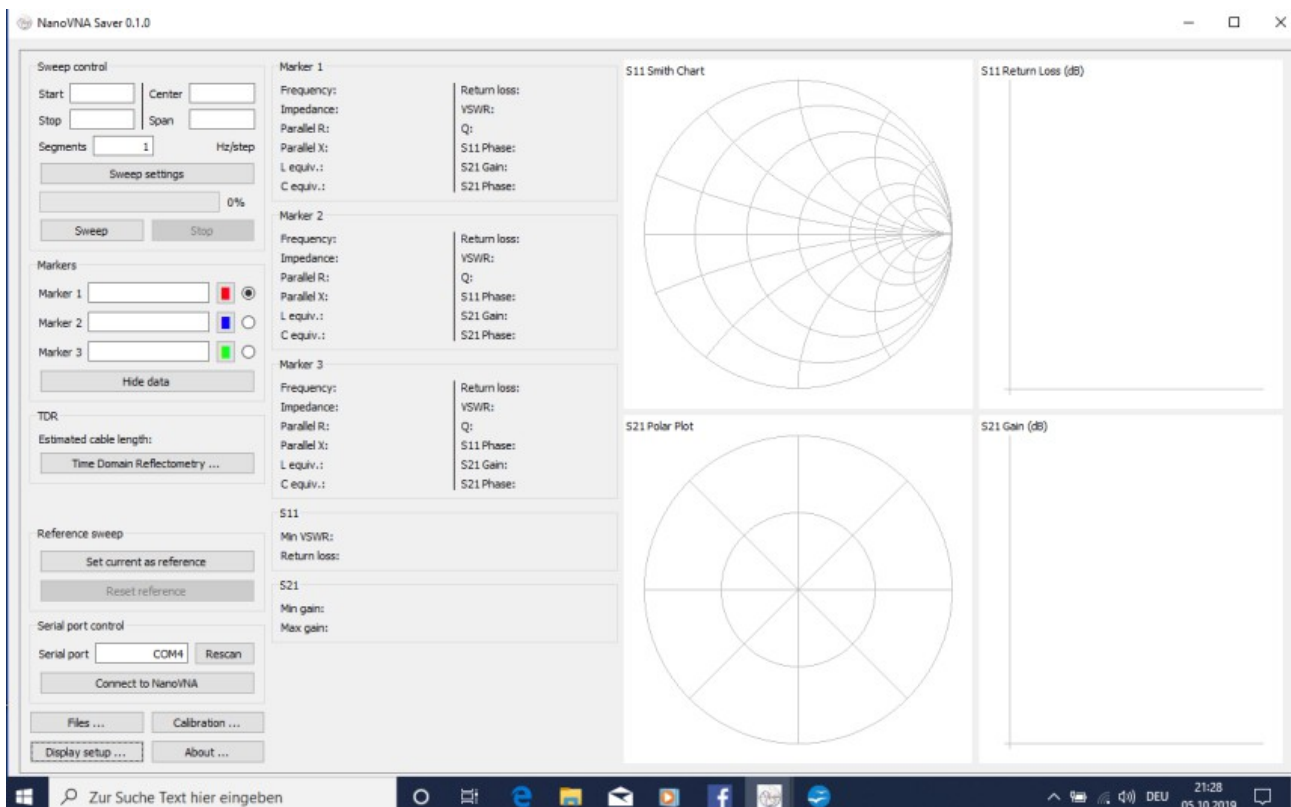 NanoVNA Saver 0.1.0
Sweep control
Start
Center
Stop
Span
Segments 1 Hz/step
Sweep settings
0%
Sweep
Stop
Markers
Marker 1
Marker 2
Marker 3
Hide data
TDR
Estimated cable length:
Time Domain Reflectometry ...
Reference sweep
Set current as reference
Reset reference
Serial port control
Serial port COM4 Rescan
Connect to NanoVNA
Files ...
Calibration ...
Display setup ...
About ...
Marker 1
Frequency:
Impedance:
Parallel R:
Parallel X:
L equiv.:
C equiv.:
Return loss:
VSWR:
Q:
S11 Phase:
S21 Gain:
S21 Phase:
Marker 2
Frequency:
Impedance:
Parallel R:
Parallel X:
L equiv.:
C equiv.:
Return loss:
VSWR:
Q:
S11 Phase:
S21 Gain:
S21 Phase:
Marker 3
Frequency:
Impedance:
Parallel R:
Parallel X:
L equiv.:
C equiv.:
Return loss:
VSWR:
Q:
S11 Phase:
S21 Gain:
S21 Phase:
S11
Min VSWR:
Return loss:
S21
Min gain:
Max gain:
S11 Smith Chart
S11 Return Loss (dB)
S21 Polar Plot
S21 Gain (dB)
Zur Suche Text hier eingeben
DEU
21:28
05.10.2019